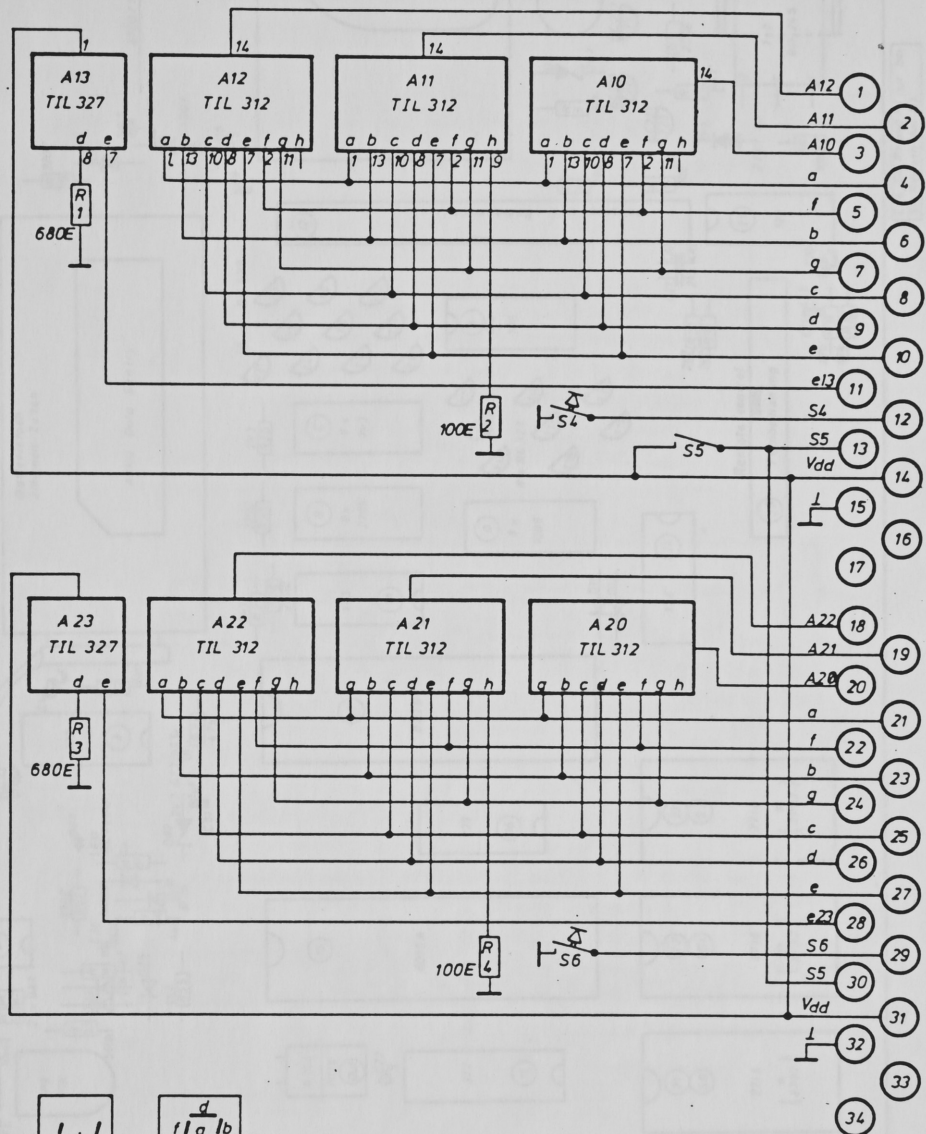 1
14
14
A13
TIL 327
A12
TIL 312
A11
TIL 312
A10
TIL 312
14
d e
8 7
a b c d e f g h
1 13 10 8 7 2 11
a b c d e f g h
1 13 10 8 7 2 11 9
a b c d e f g h
1 13 10 8 7 2 11
R
1
680E
R
2
100E
S4
S5
A12 1
A11 2
A10 3
a 4
f 5
b 6
g 7
c 8
d 9
e 10
e13 11
S4 12
S5 13
Vdd 14
⊥ 15
16
17
A23
TIL 327
A22
TIL 312
A21
TIL 312
A20
TIL 312
d e
a b c d e f g h
a b c d e f g h
a b c d e f g h
R
3
680E
R
4
100E
S6
A22 18
A21 19
A20 20
a 21
f 22
b 23
g 24
c 25
d 26
e 27
e23 28
S6 29
S5 30
Vdd 31
⊥ 32
33
34
d
f g b